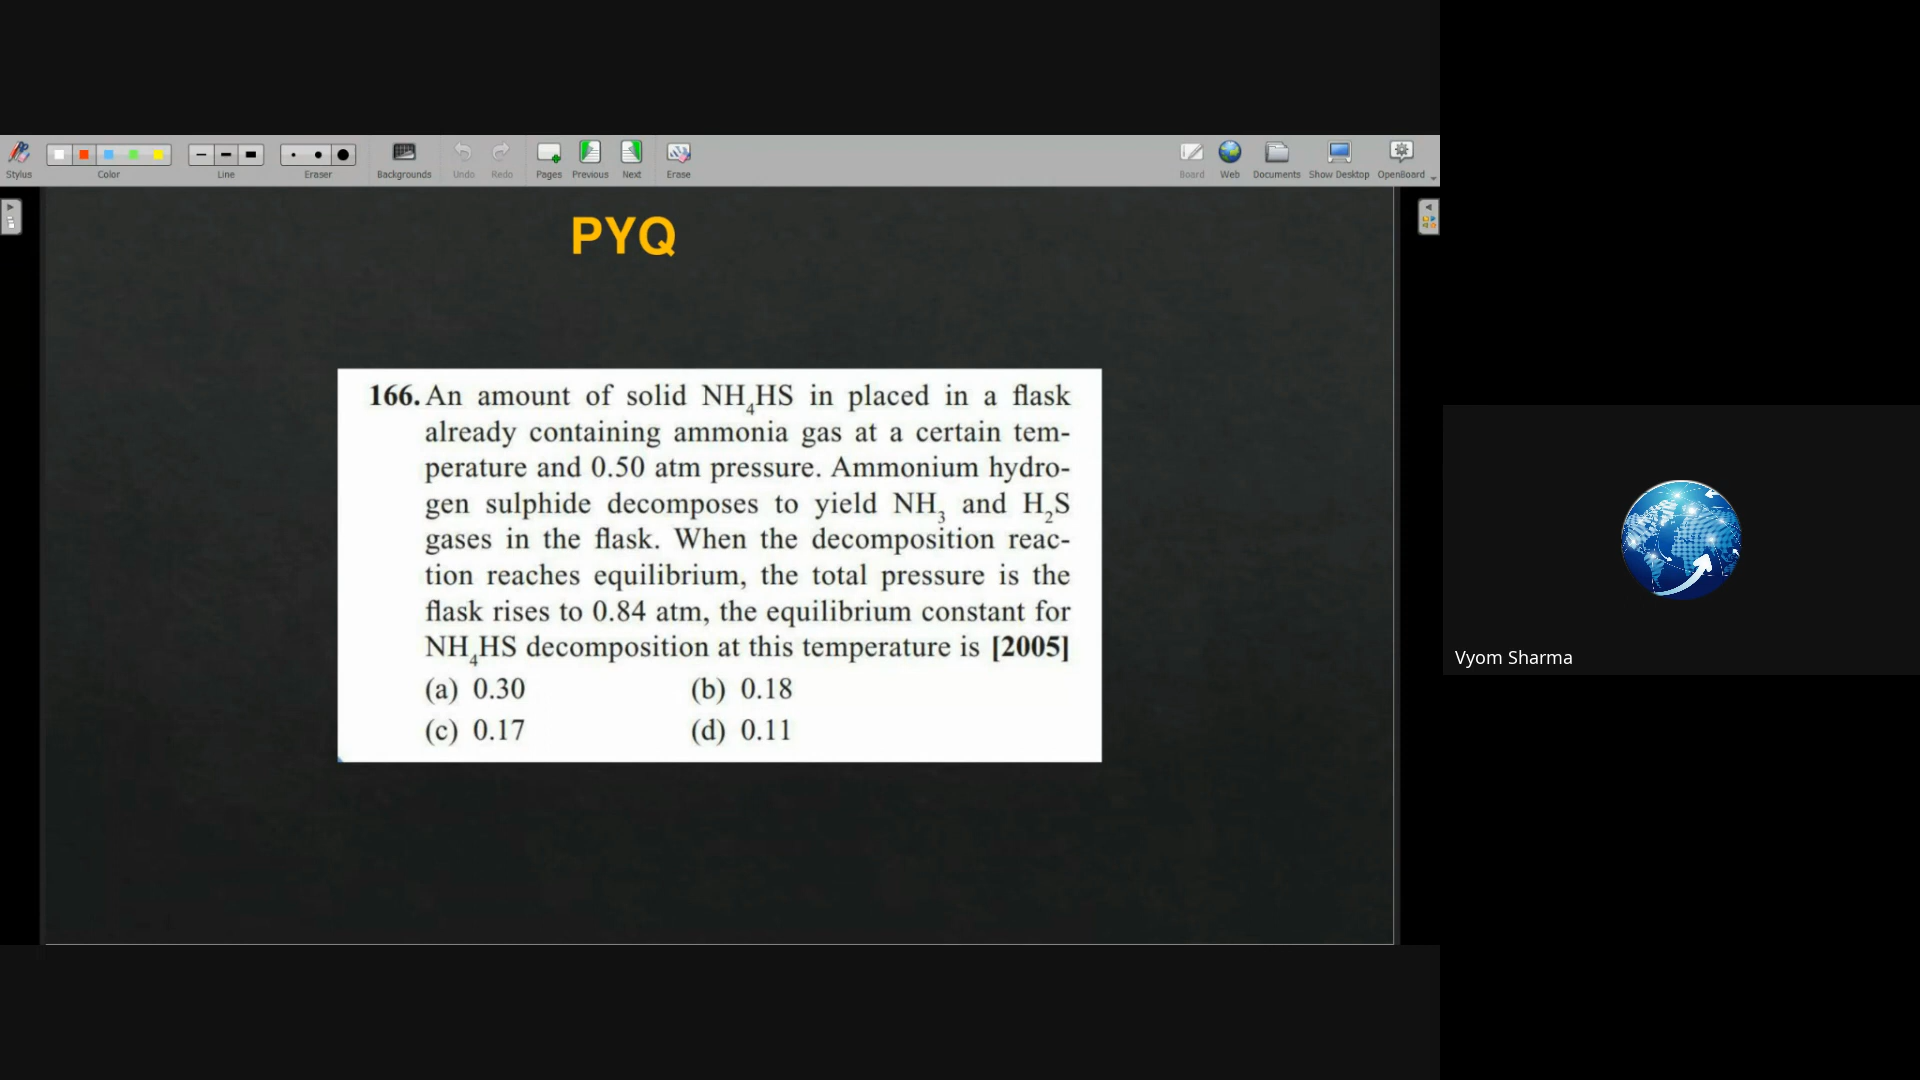 Stylus
Color
Line
Eraser
Backgrounds
Undo
Redo
Pages
Previous
Next
Erase
Board
Web
Documents
Show Desktop
OpenBoard
PYQ
166. An amount of solid NH₄HS in placed in a flask
already containing ammonia gas at a certain tem-
perature and 0.50 atm pressure. Ammonium hydro-
gen sulphide decomposes to yield NH₃ and H₂S
gases in the flask. When the decomposition reac-
tion reaches equilibrium, the total pressure is the
flask rises to 0.84 atm, the equilibrium constant for
NH₄HS decomposition at this temperature is [2005]
(a) 0.30 (b) 0.18
(c) 0.17 (d) 0.11
Vyom Sharma